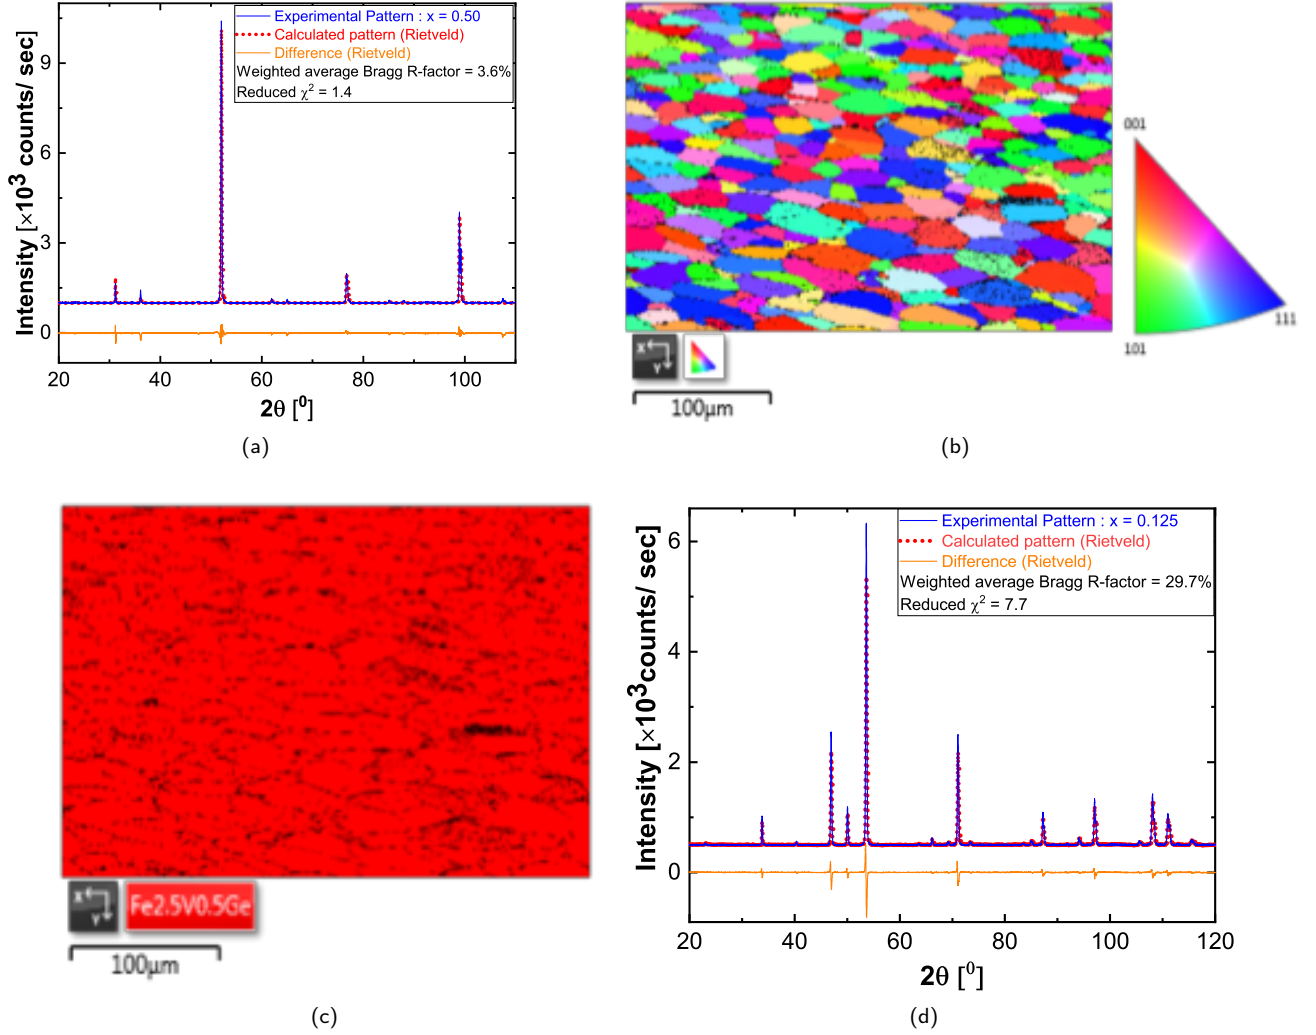 Experimental Pattern : x = 0.50
Calculated pattern (Rietveld)
Difference (Rietveld)
Weighted average Bragg R-factor = 3.6%
Reduced χ² = 1.4
Intensity [×10³ counts/ sec]
9
6
3
0
20 40 60 80 100
2θ [⁰]
(a)
001
101
111
X
Y
100μm
(b)
X
Y
Fe2.5V0.5Ge
100μm
(c)
Experimental Pattern : x = 0.125
Calculated pattern (Rietveld)
Difference (Rietveld)
Weighted average Bragg R-factor = 29.7%
Reduced χ² = 7.7
Intensity [×10³counts/ sec]
6
4
2
0
20 40 60 80 100 120
2θ [⁰]
(d)